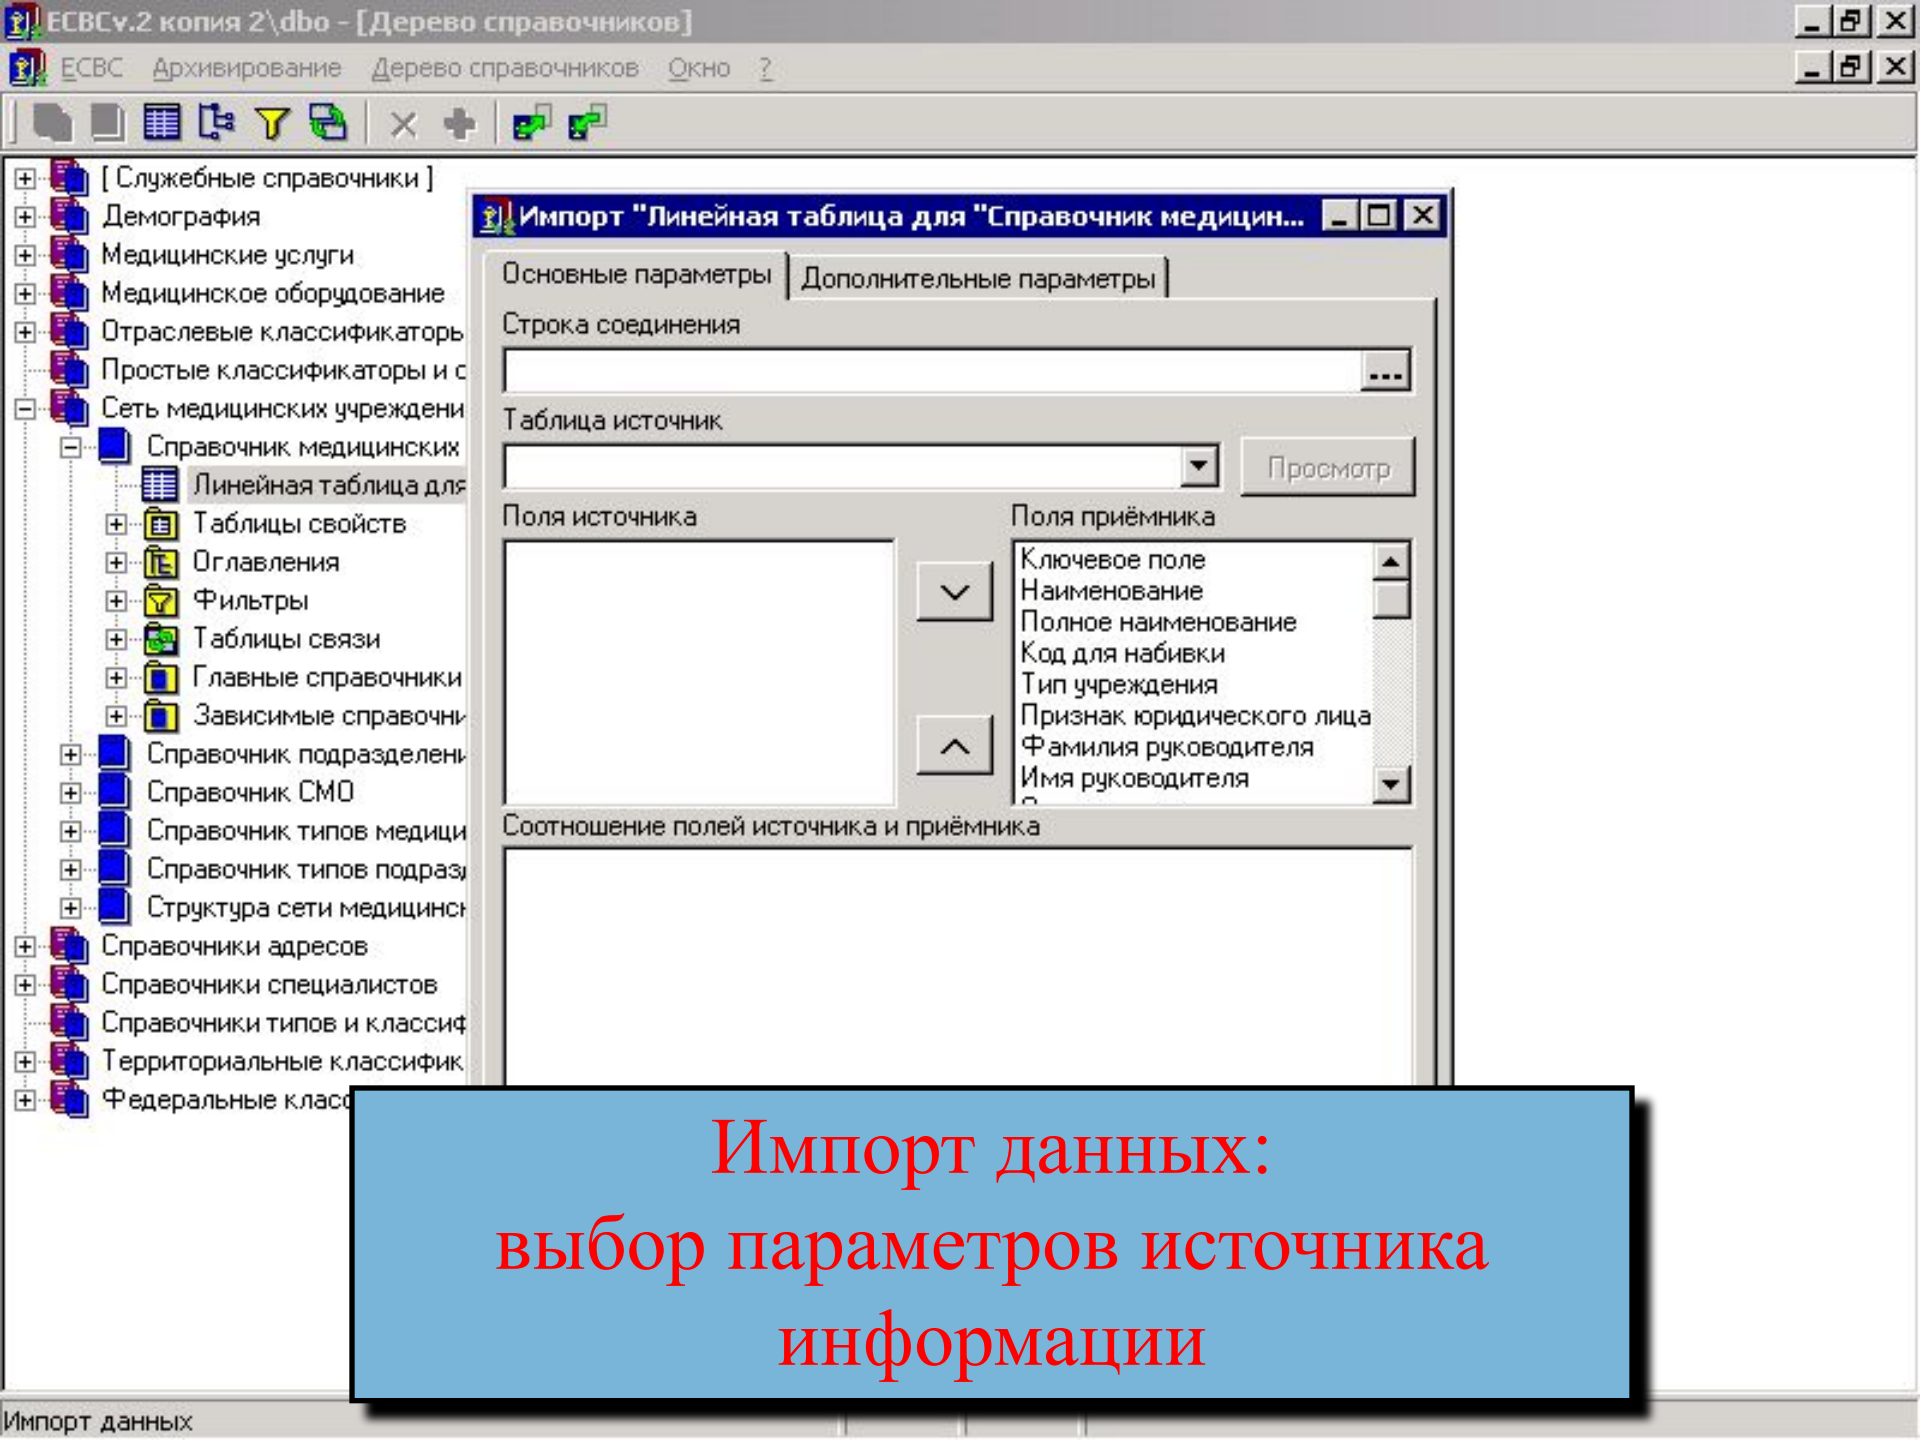 ЕСВСv.2 копия 2\dbo - [Дерево справочников]
ЕСВС Архивирование Дерево справочников Окно ?
[ Служебные справочники ]
Демография
Медицинские услуги
Медицинское оборудование
Отраслевые классификаторы
Простые классификаторы и с
Сеть медицинских учреждени
Справочник медицинских
Линейная таблица для
Таблицы свойств
Оглавления
Фильтры
Таблицы связи
Главные справочники
Зависимые справочни
Справочник подразделени
Справочник СМО
Справочник типов медици
Справочник типов подразд
Структура сети медицинск
Справочники адресов
Справочники специалистов
Справочники типов и классиф
Территориальные классифик
Федеральные класс
Импорт "Линейная таблица для "Справочник медицин...
Основные параметры Дополнительные параметры
Строка соединения
...
Таблица источник
Просмотр
Поля источника
Поля приёмника
Ключевое поле
Наименование
Полное наименование
Код для набивки
Тип учреждения
Признак юридического лица
Фамилия руководителя
Имя руководителя
Соотношение полей источника и приёмника
Импорт данных:
выбор параметров источника
информации
Импорт данных